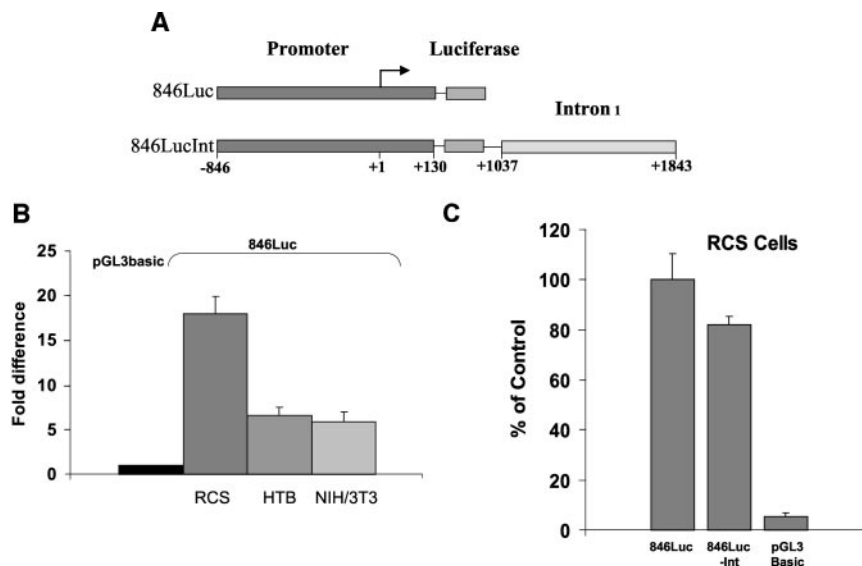 A
Promoter
Luciferase
846Luc
Intron 1
846LucInt
-846
+1
+130
+1037
+1843
B
846Luc
pGL3basic
Fold difference
25
20
15
10
5
0
RCS
HTB
NIH/3T3
C
RCS Cells
% of Control
120
100
80
60
40
20
0
846Luc
846Luc
-Int
pGL3
Basic